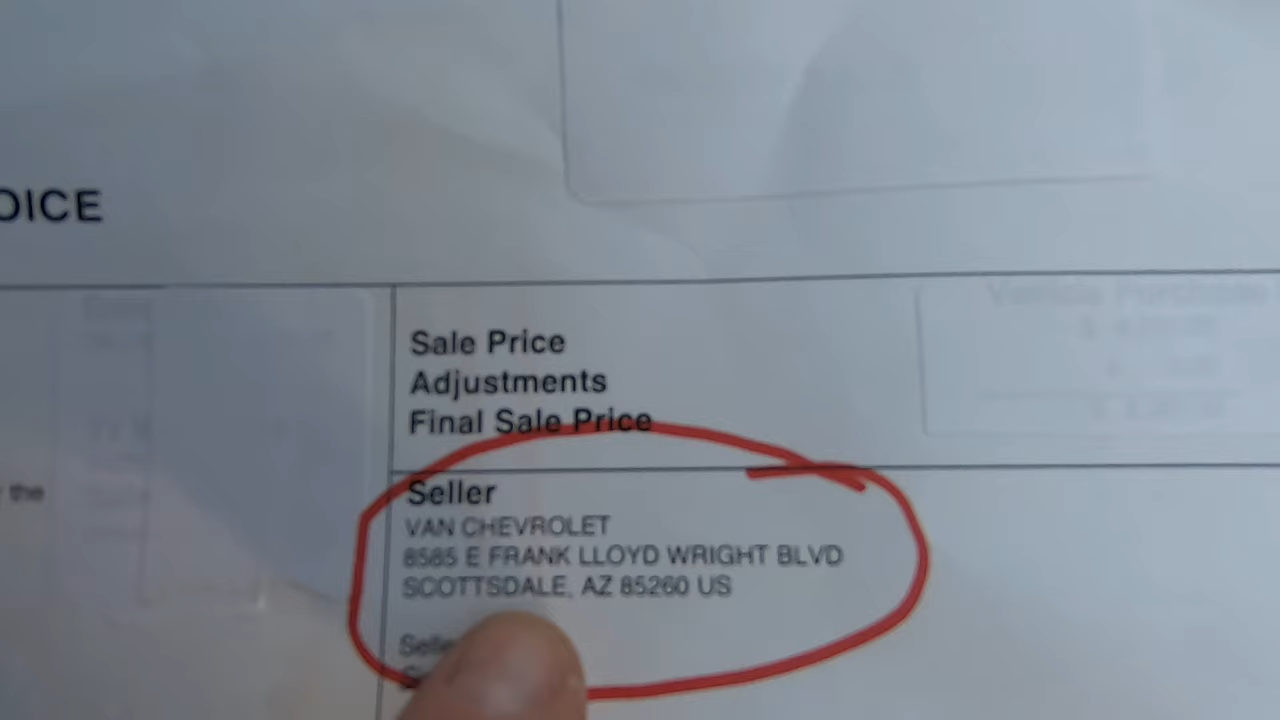 OICE
Sale Price
Adjustments
Final Sale Price
the
Seller
VAN CHEVROLET
8585 E FRANK LLOYD WRIGHT BLVD
SCOTTSDALE, AZ 85260 US